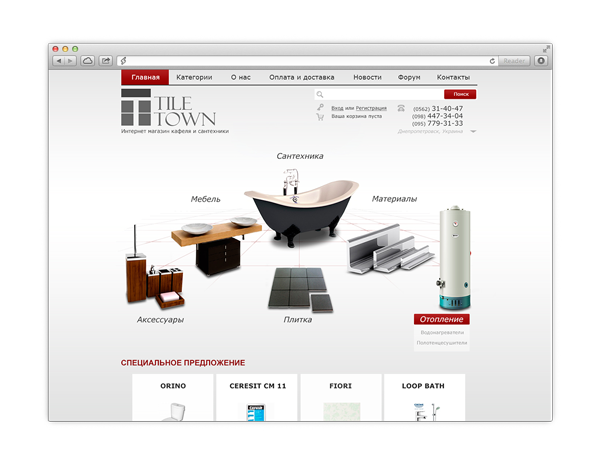 Reader
Главная Категории О нас Оплата и доставка Новости Форум Контакты
TILE
TOWN
Интернет магазин кафеля и сантехники
Поиск
Вход или Регистрация
Ваша корзина пуста
(0562) 31-40-47
(098) 447-34-04
(095) 779-31-33
Днепропетровск, Украина
Сантехника
Мебель
Материалы
Аксессуары
Плитка
Отопление
Водонагреватели
Полотенцесушители
СПЕЦИАЛЬНОЕ ПРЕДЛОЖЕНИЕ
ORINO CERESIT CM 11 FIORI LOOP BATH